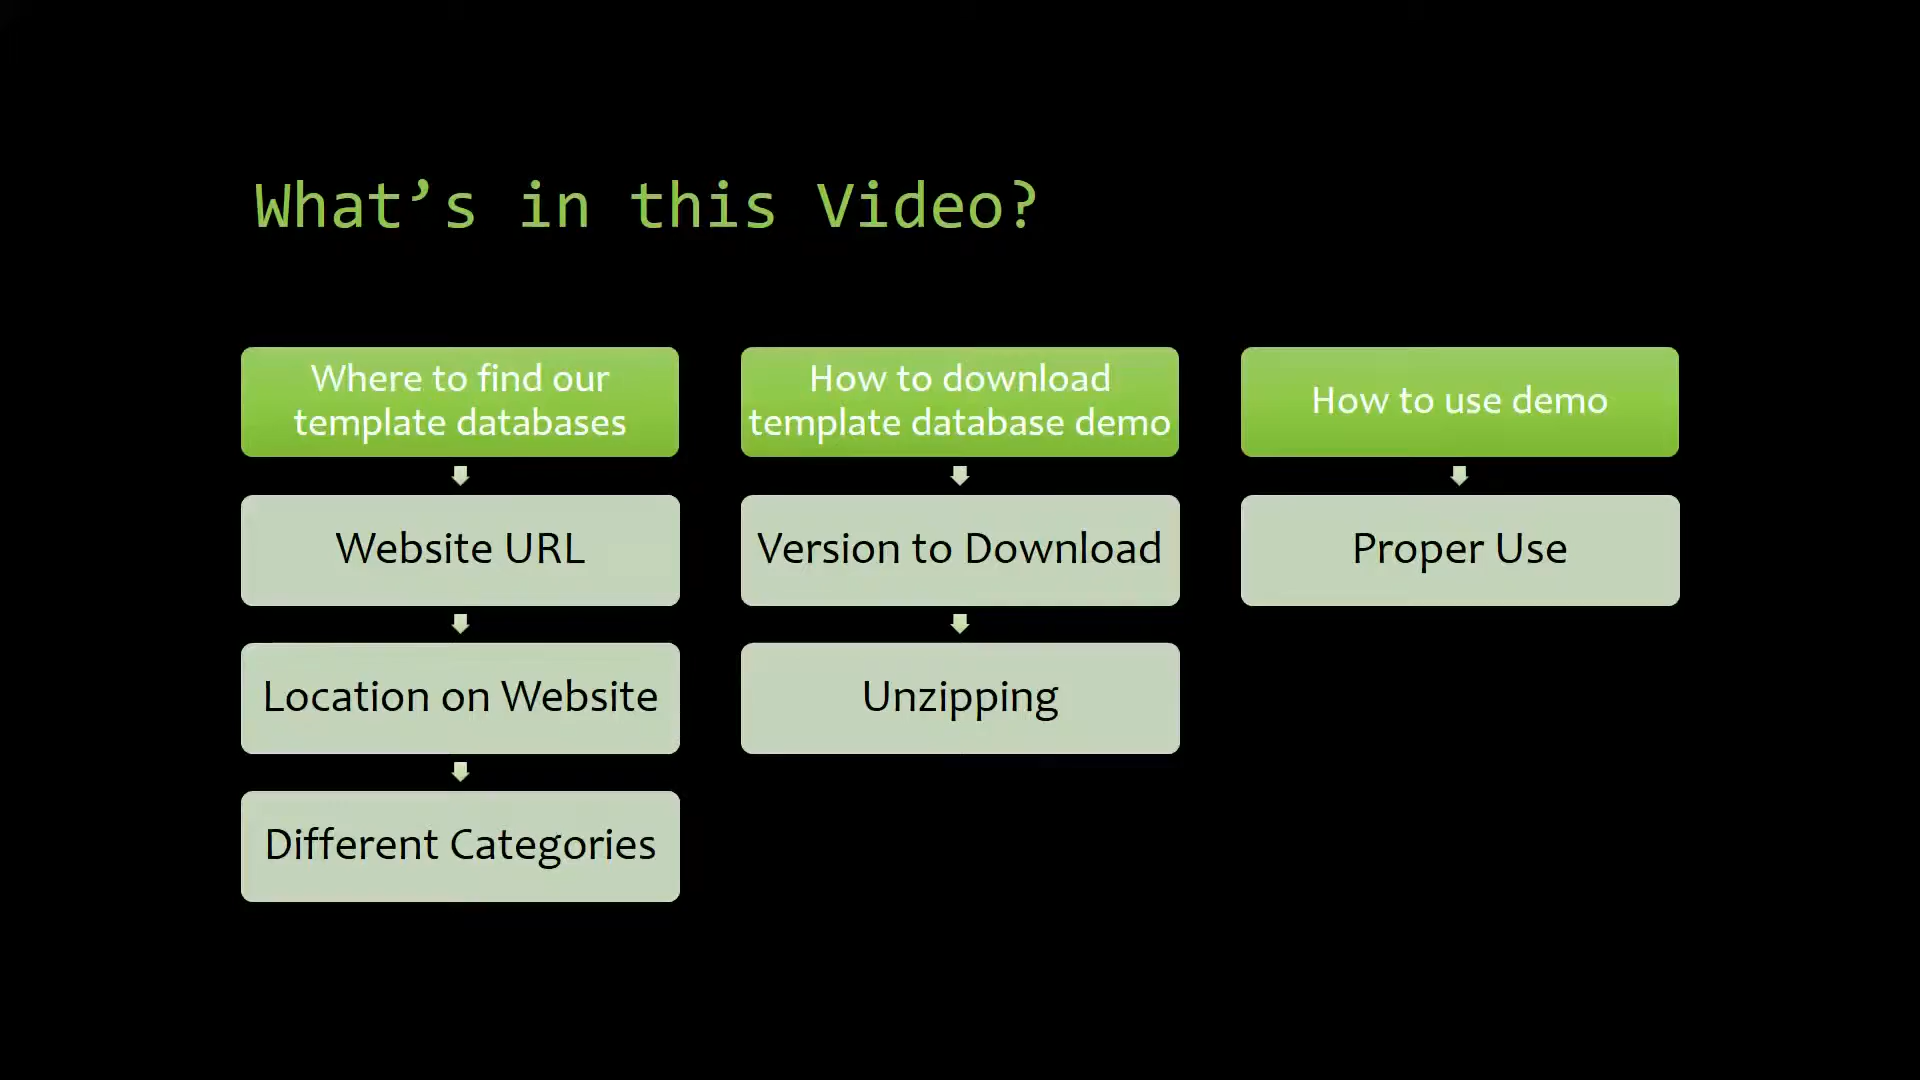 What’s in this Video?
Where to find our
template databases
Website URL
Location on Website
Different Categories
How to download
template database demo
Version to Download
Unzipping
How to use demo
Proper Use